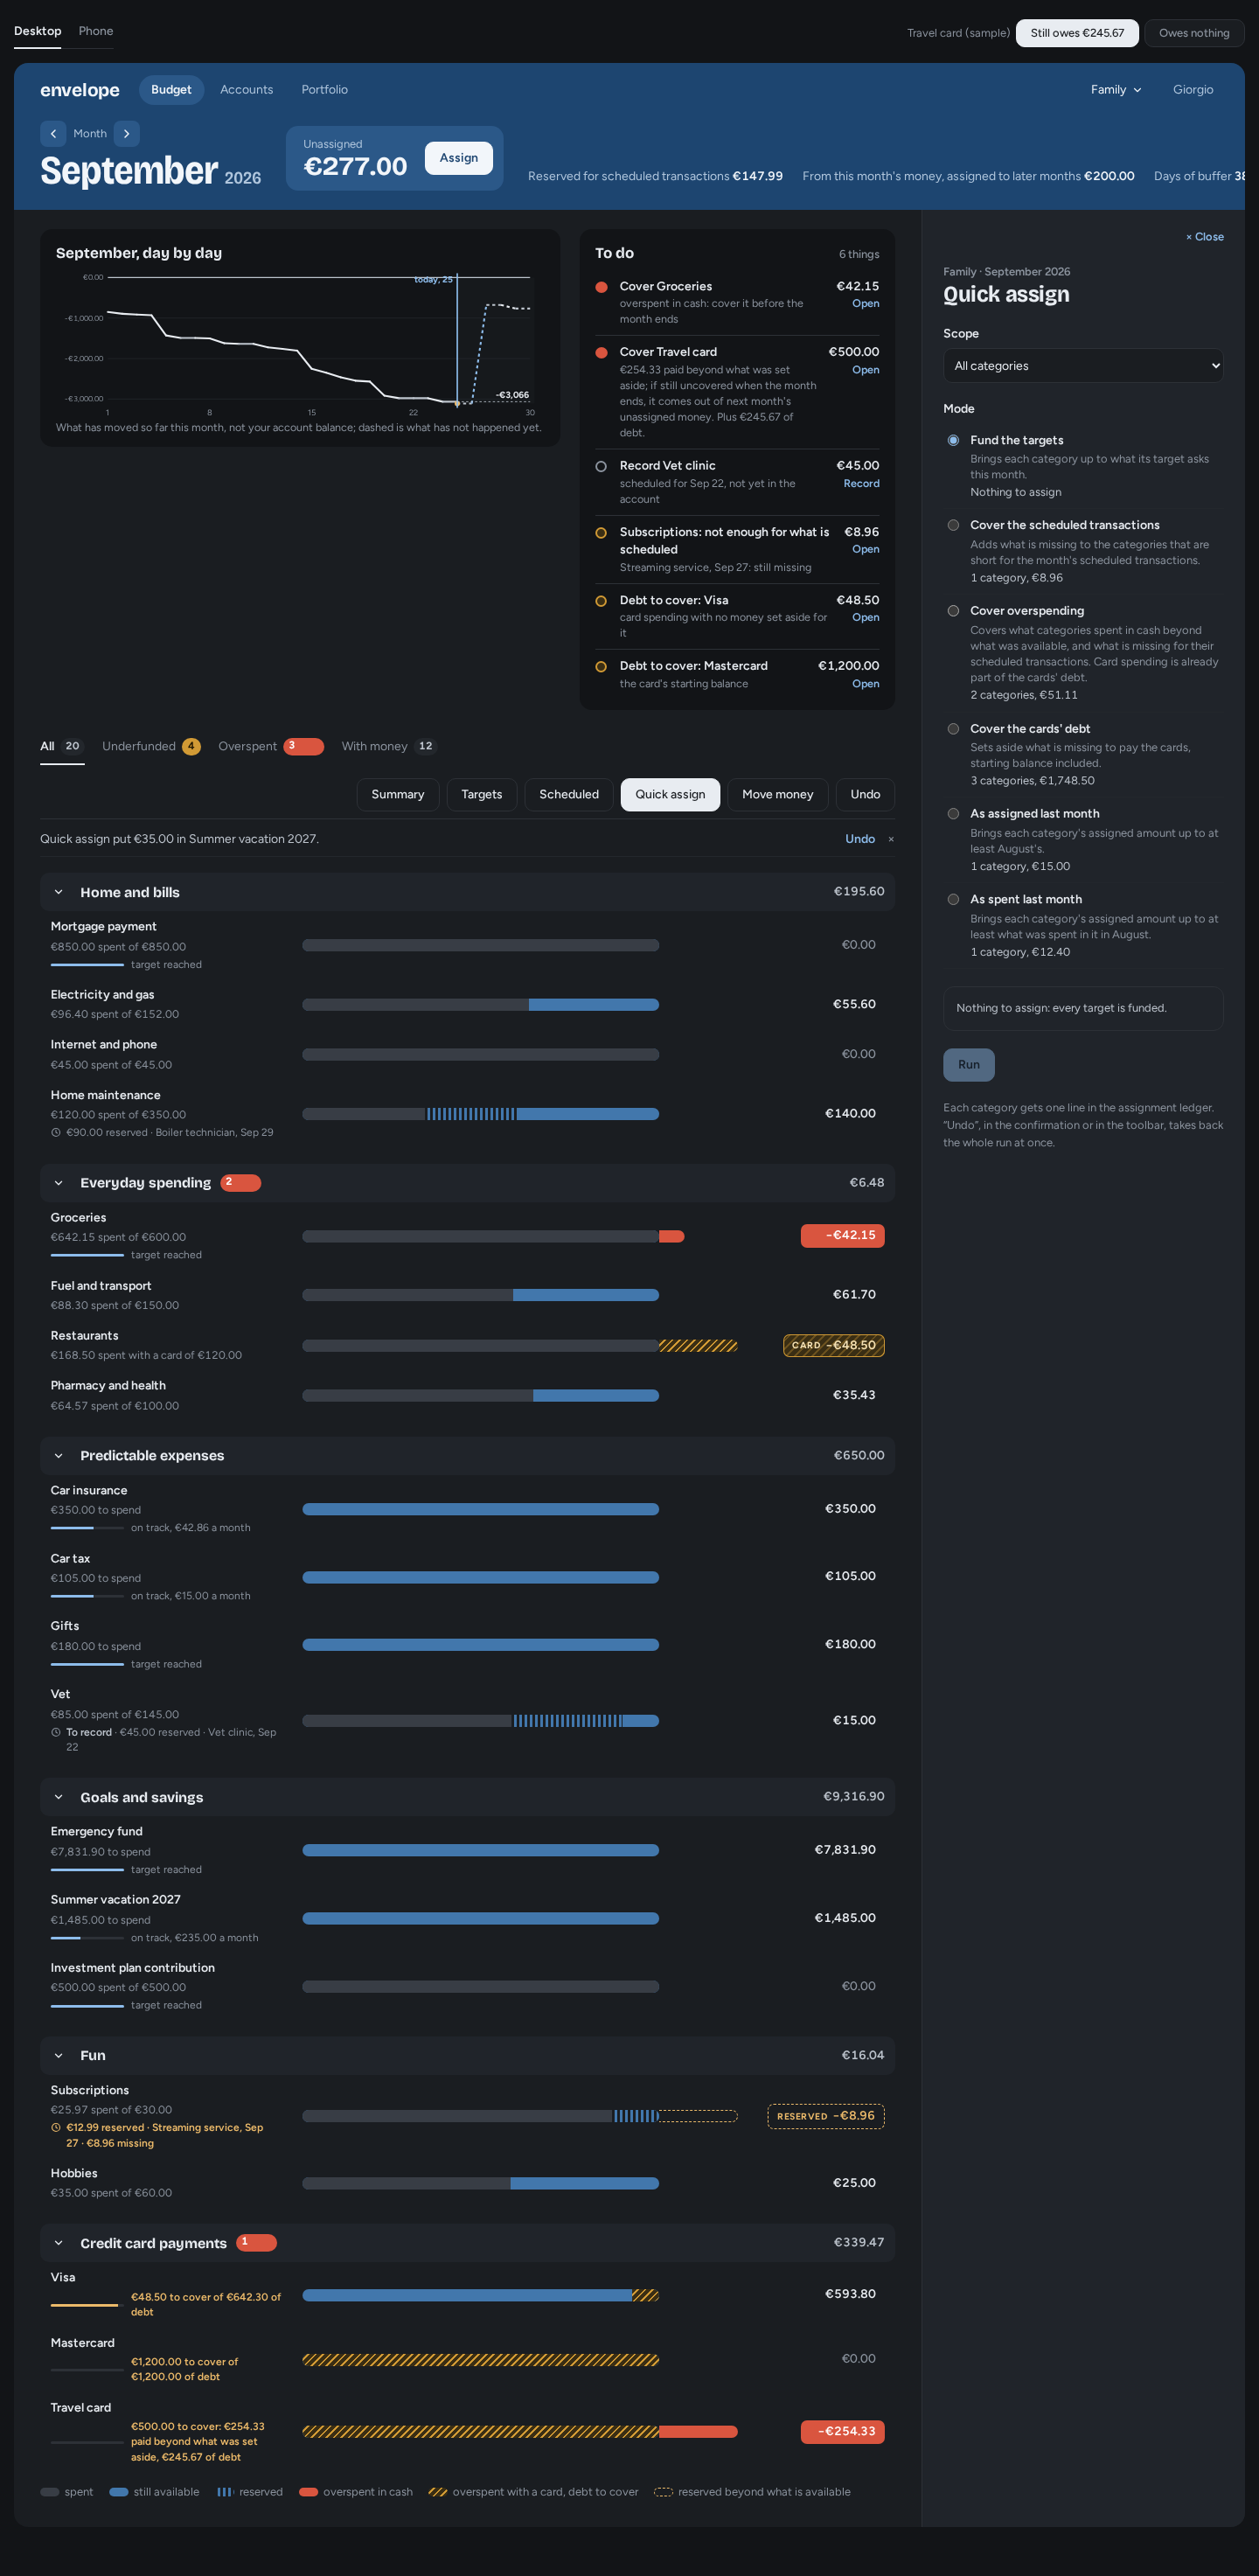 Desktop Phone
Travel card (sample) Still owes €245.67 Owes nothing
envelope Budget Accounts Portfolio Family Giorgio
Month
September 2026
Unassigned
€277.00
Assign
Reserved for scheduled transactions €147.99 From this month's money, assigned to later months €200.00 Days of buffer 38
September, day by day
€0.00
-€1,000.00
-€2,000.00
-€3,000.00
today, 25
-€3,066
1 8 15 22 30
What has moved so far this month, not your account balance; dashed is what has not happened yet.
To do 6 things
Cover Groceries €42.15
overspent in cash: cover it before the Open
month ends
Cover Travel card €500.00
€254.33 paid beyond what was set Open
aside; if still uncovered when the month
ends, it comes out of next month's
unassigned money. Plus €245.67 of
debt.
Record Vet clinic €45.00
scheduled for Sep 22, not yet in the Record
account
Subscriptions: not enough for what is €8.96
scheduled Open
Streaming service, Sep 27: still missing
Debt to cover: Visa €48.50
card spending with no money set aside for Open
it
Debt to cover: Mastercard €1,200.00
the card's starting balance Open
All 20 Underfunded 4 Overspent 3 With money 12
Summary Targets Scheduled Quick assign Move money Undo
Quick assign put €35.00 in Summer vacation 2027. Undo ×
Home and bills €195.60
Mortgage payment
€850.00 spent of €850.00 €0.00
target reached
Electricity and gas
€96.40 spent of €152.00 €55.60
Internet and phone
€45.00 spent of €45.00 €0.00
Home maintenance
€120.00 spent of €350.00 €140.00
€90.00 reserved · Boiler technician, Sep 29
Everyday spending 2 €6.48
Groceries
€642.15 spent of €600.00 -€42.15
target reached
Fuel and transport
€88.30 spent of €150.00 €61.70
Restaurants
€168.50 spent with a card of €120.00 CARD -€48.50
Pharmacy and health
€64.57 spent of €100.00 €35.43
Predictable expenses €650.00
Car insurance
€350.00 to spend €350.00
on track, €42.86 a month
Car tax
€105.00 to spend €105.00
on track, €15.00 a month
Gifts
€180.00 to spend €180.00
target reached
Vet
€85.00 spent of €145.00 €15.00
To record · €45.00 reserved · Vet clinic, Sep
22
Goals and savings €9,316.90
Emergency fund
€7,831.90 to spend €7,831.90
target reached
Summer vacation 2027
€1,485.00 to spend €1,485.00
on track, €235.00 a month
Investment plan contribution
€500.00 spent of €500.00 €0.00
target reached
Fun €16.04
Subscriptions
€25.97 spent of €30.00 RESERVED -€8.96
€12.99 reserved · Streaming service, Sep
27 · €8.96 missing
Hobbies
€35.00 spent of €60.00 €25.00
Credit card payments 1 €339.47
Visa
€48.50 to cover of €642.30 of €593.80
debt
Mastercard
€1,200.00 to cover of €0.00
€1,200.00 of debt
Travel card
€500.00 to cover: €254.33 -€254.33
paid beyond what was set
aside, €245.67 of debt
spent still available reserved overspent in cash overspent with a card, debt to cover reserved beyond what is available
× Close
Family · September 2026
Quick assign
Scope
All categories
Mode
Fund the targets
Brings each category up to what its target asks
this month.
Nothing to assign
Cover the scheduled transactions
Adds what is missing to the categories that are
short for the month's scheduled transactions.
1 category, €8.96
Cover overspending
Covers what categories spent in cash beyond
what was available, and what is missing for their
scheduled transactions. Card spending is already
part of the cards' debt.
2 categories, €51.11
Cover the cards' debt
Sets aside what is missing to pay the cards,
starting balance included.
3 categories, €1,748.50
As assigned last month
Brings each category's assigned amount up to at
least August's.
1 category, €15.00
As spent last month
Brings each category's assigned amount up to at
least what was spent in it in August.
1 category, €12.40
Nothing to assign: every target is funded.
Run
Each category gets one line in the assignment ledger.
“Undo”, in the confirmation or in the toolbar, takes back
the whole run at once.